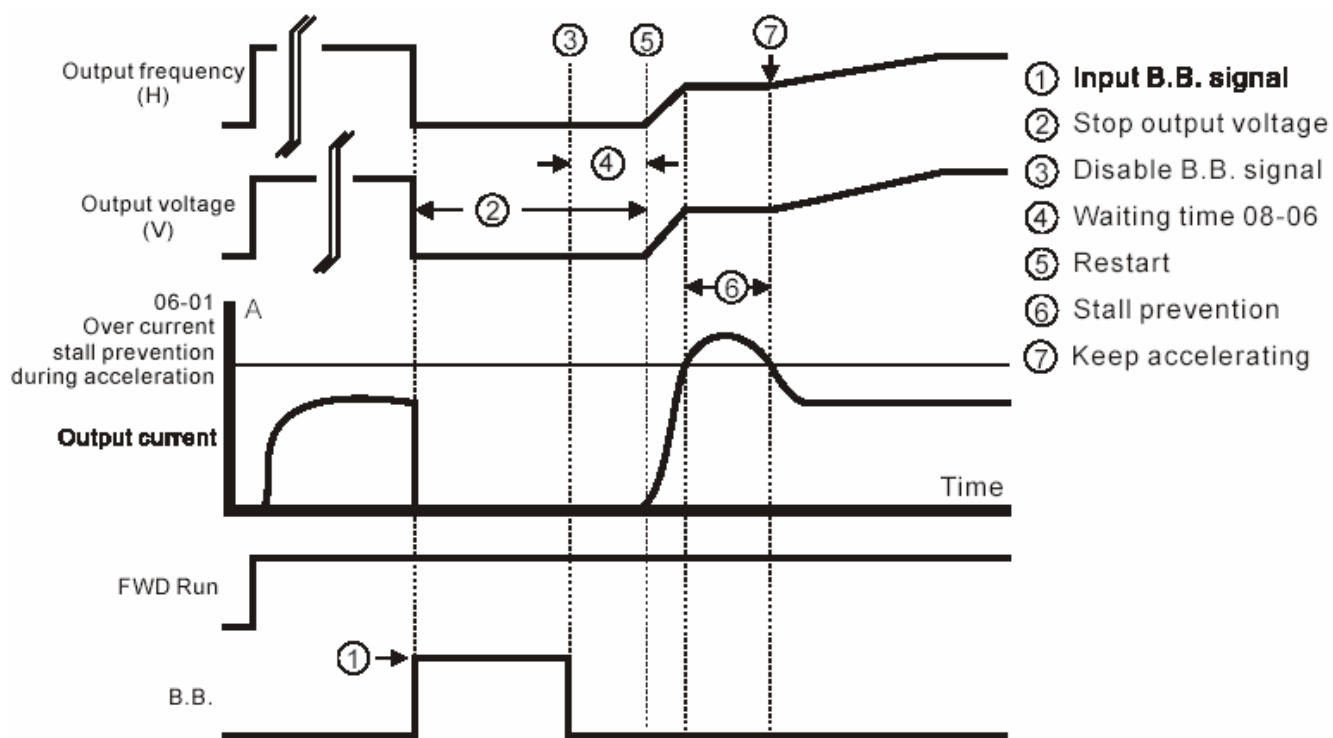 Output frequency
(H)
③
⑤
⑦
④
Output voltage
(V)
②
06-01
Over current
stall prevention
during acceleration
A
⑥
Output current
Time
FWD Run
①
B.B.
① Input B.B. signal
② Stop output voltage
③ Disable B.B. signal
④ Waiting time 08-06
⑤ Restart
⑥ Stall prevention
⑦ Keep accelerating